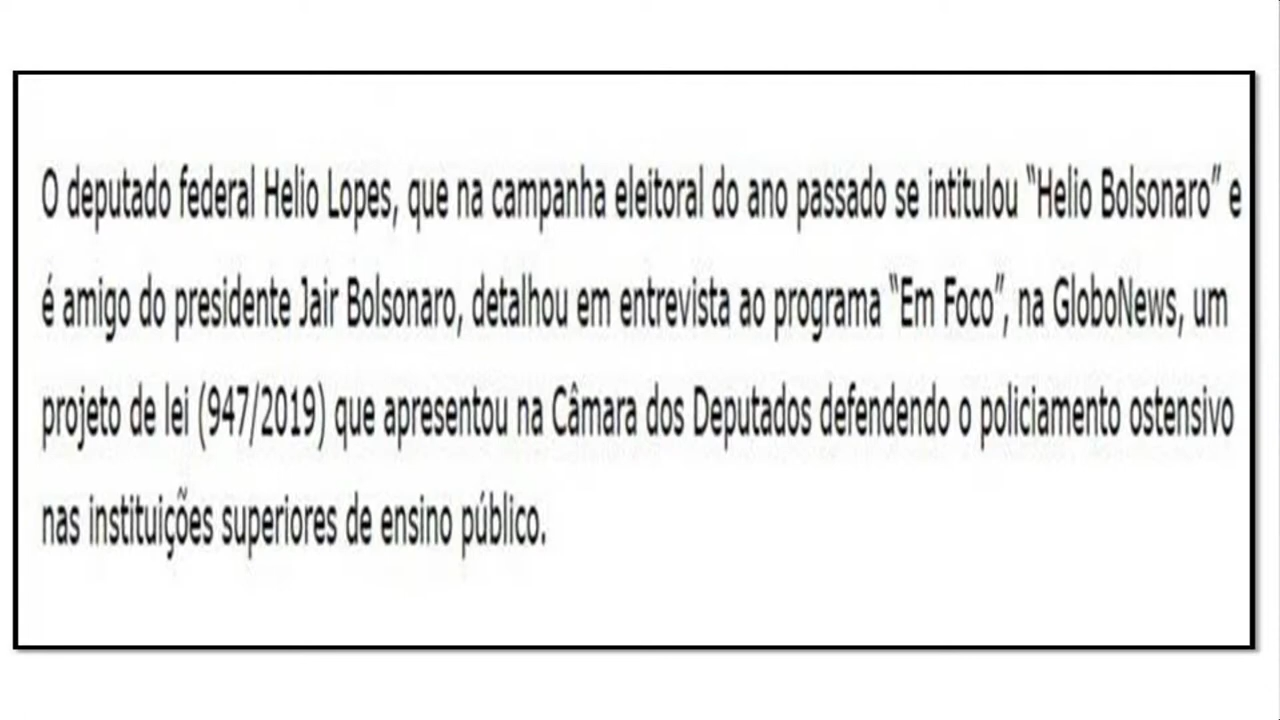 O deputado federal Helio Lopes, que na campanha eleitoral do ano passado se intitulou “Helio Bolsonaro” e
é amigo do presidente Jair Bolsonaro, detalhou em entrevista ao programa “Em Foco”, na GloboNews, um
projeto de lei (947/2019) que apresentou na Câmara dos Deputados defendendo o policiamento ostensivo
nas instituições superiores de ensino público.